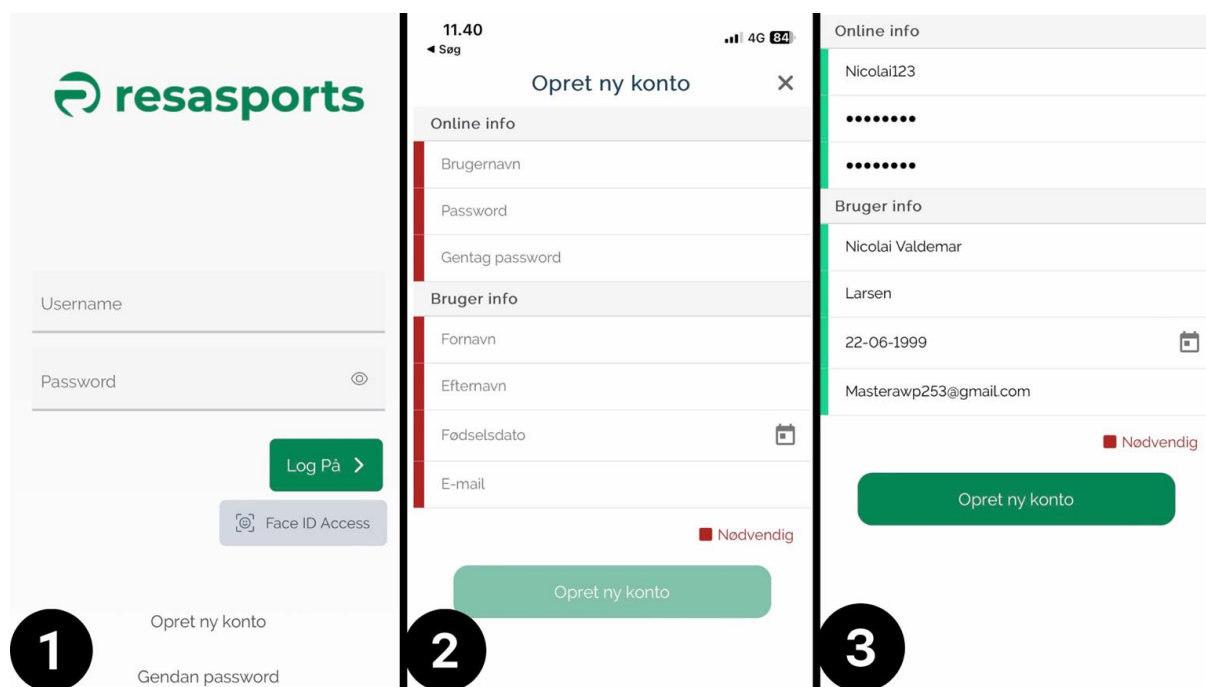 resasports
Username
Password
Log På
Face ID Access
Opret ny konto
Gendan password
1
11.40
Søg
4G 84
Opret ny konto
Online info
Brugernavn
Password
Gentag password
Bruger info
Fornavn
Efternavn
Fødselsdato
E-mail
Nødvendig
Opret ny konto
2
Online info
Nicolai123
••••••••
••••••••
Bruger info
Nicolai Valdemar
Larsen
22-06-1999
Masterawp253@gmail.com
Nødvendig
Opret ny konto
3